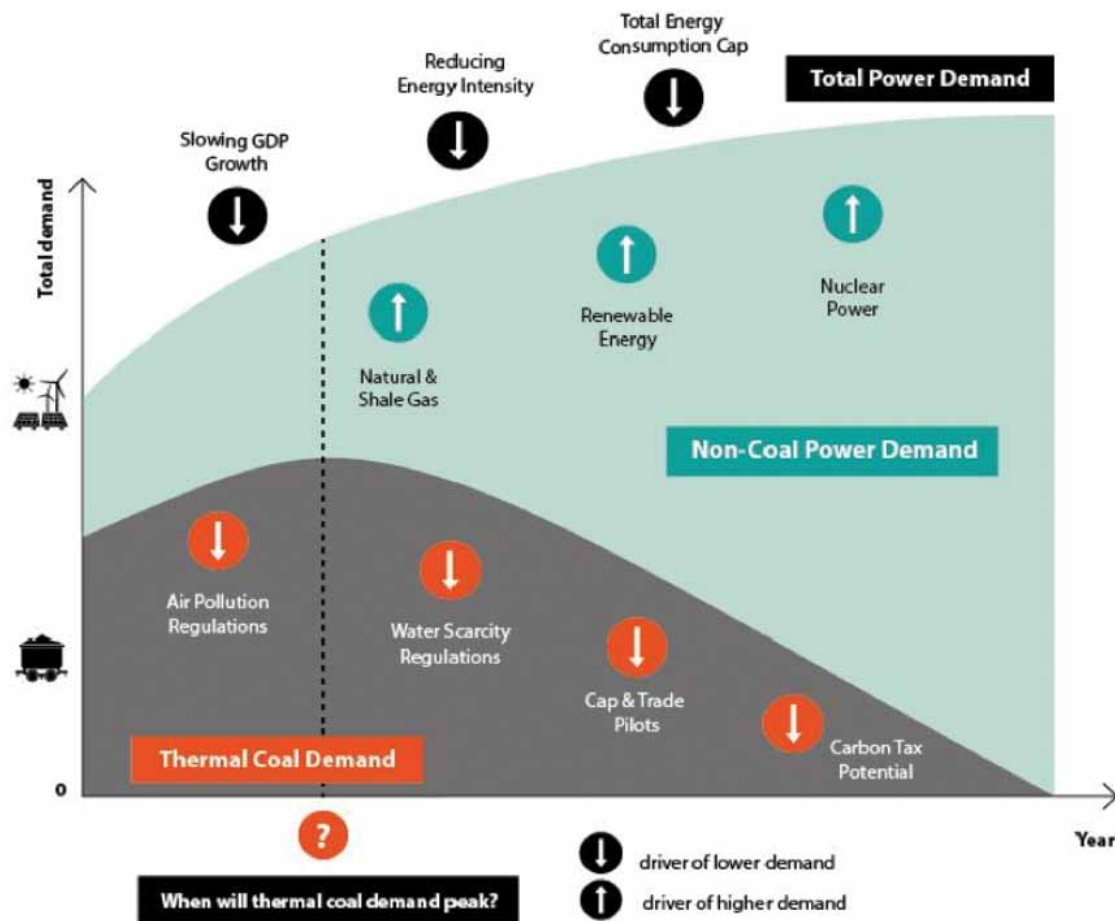 Total Energy
Consumption Cap
Reducing
Energy Intensity
Total Power Demand
Slowing GDP
Growth
Total demand
Nuclear
Power
Renewable
Energy
Natural &
Shale Gas
Non-Coal Power Demand
Air Pollution
Regulations
Water Scarcity
Regulations
Cap & Trade
Pilots
Carbon Tax
Potential
Thermal Coal Demand
0
?
Year
When will thermal coal demand peak?
driver of lower demand
driver of higher demand